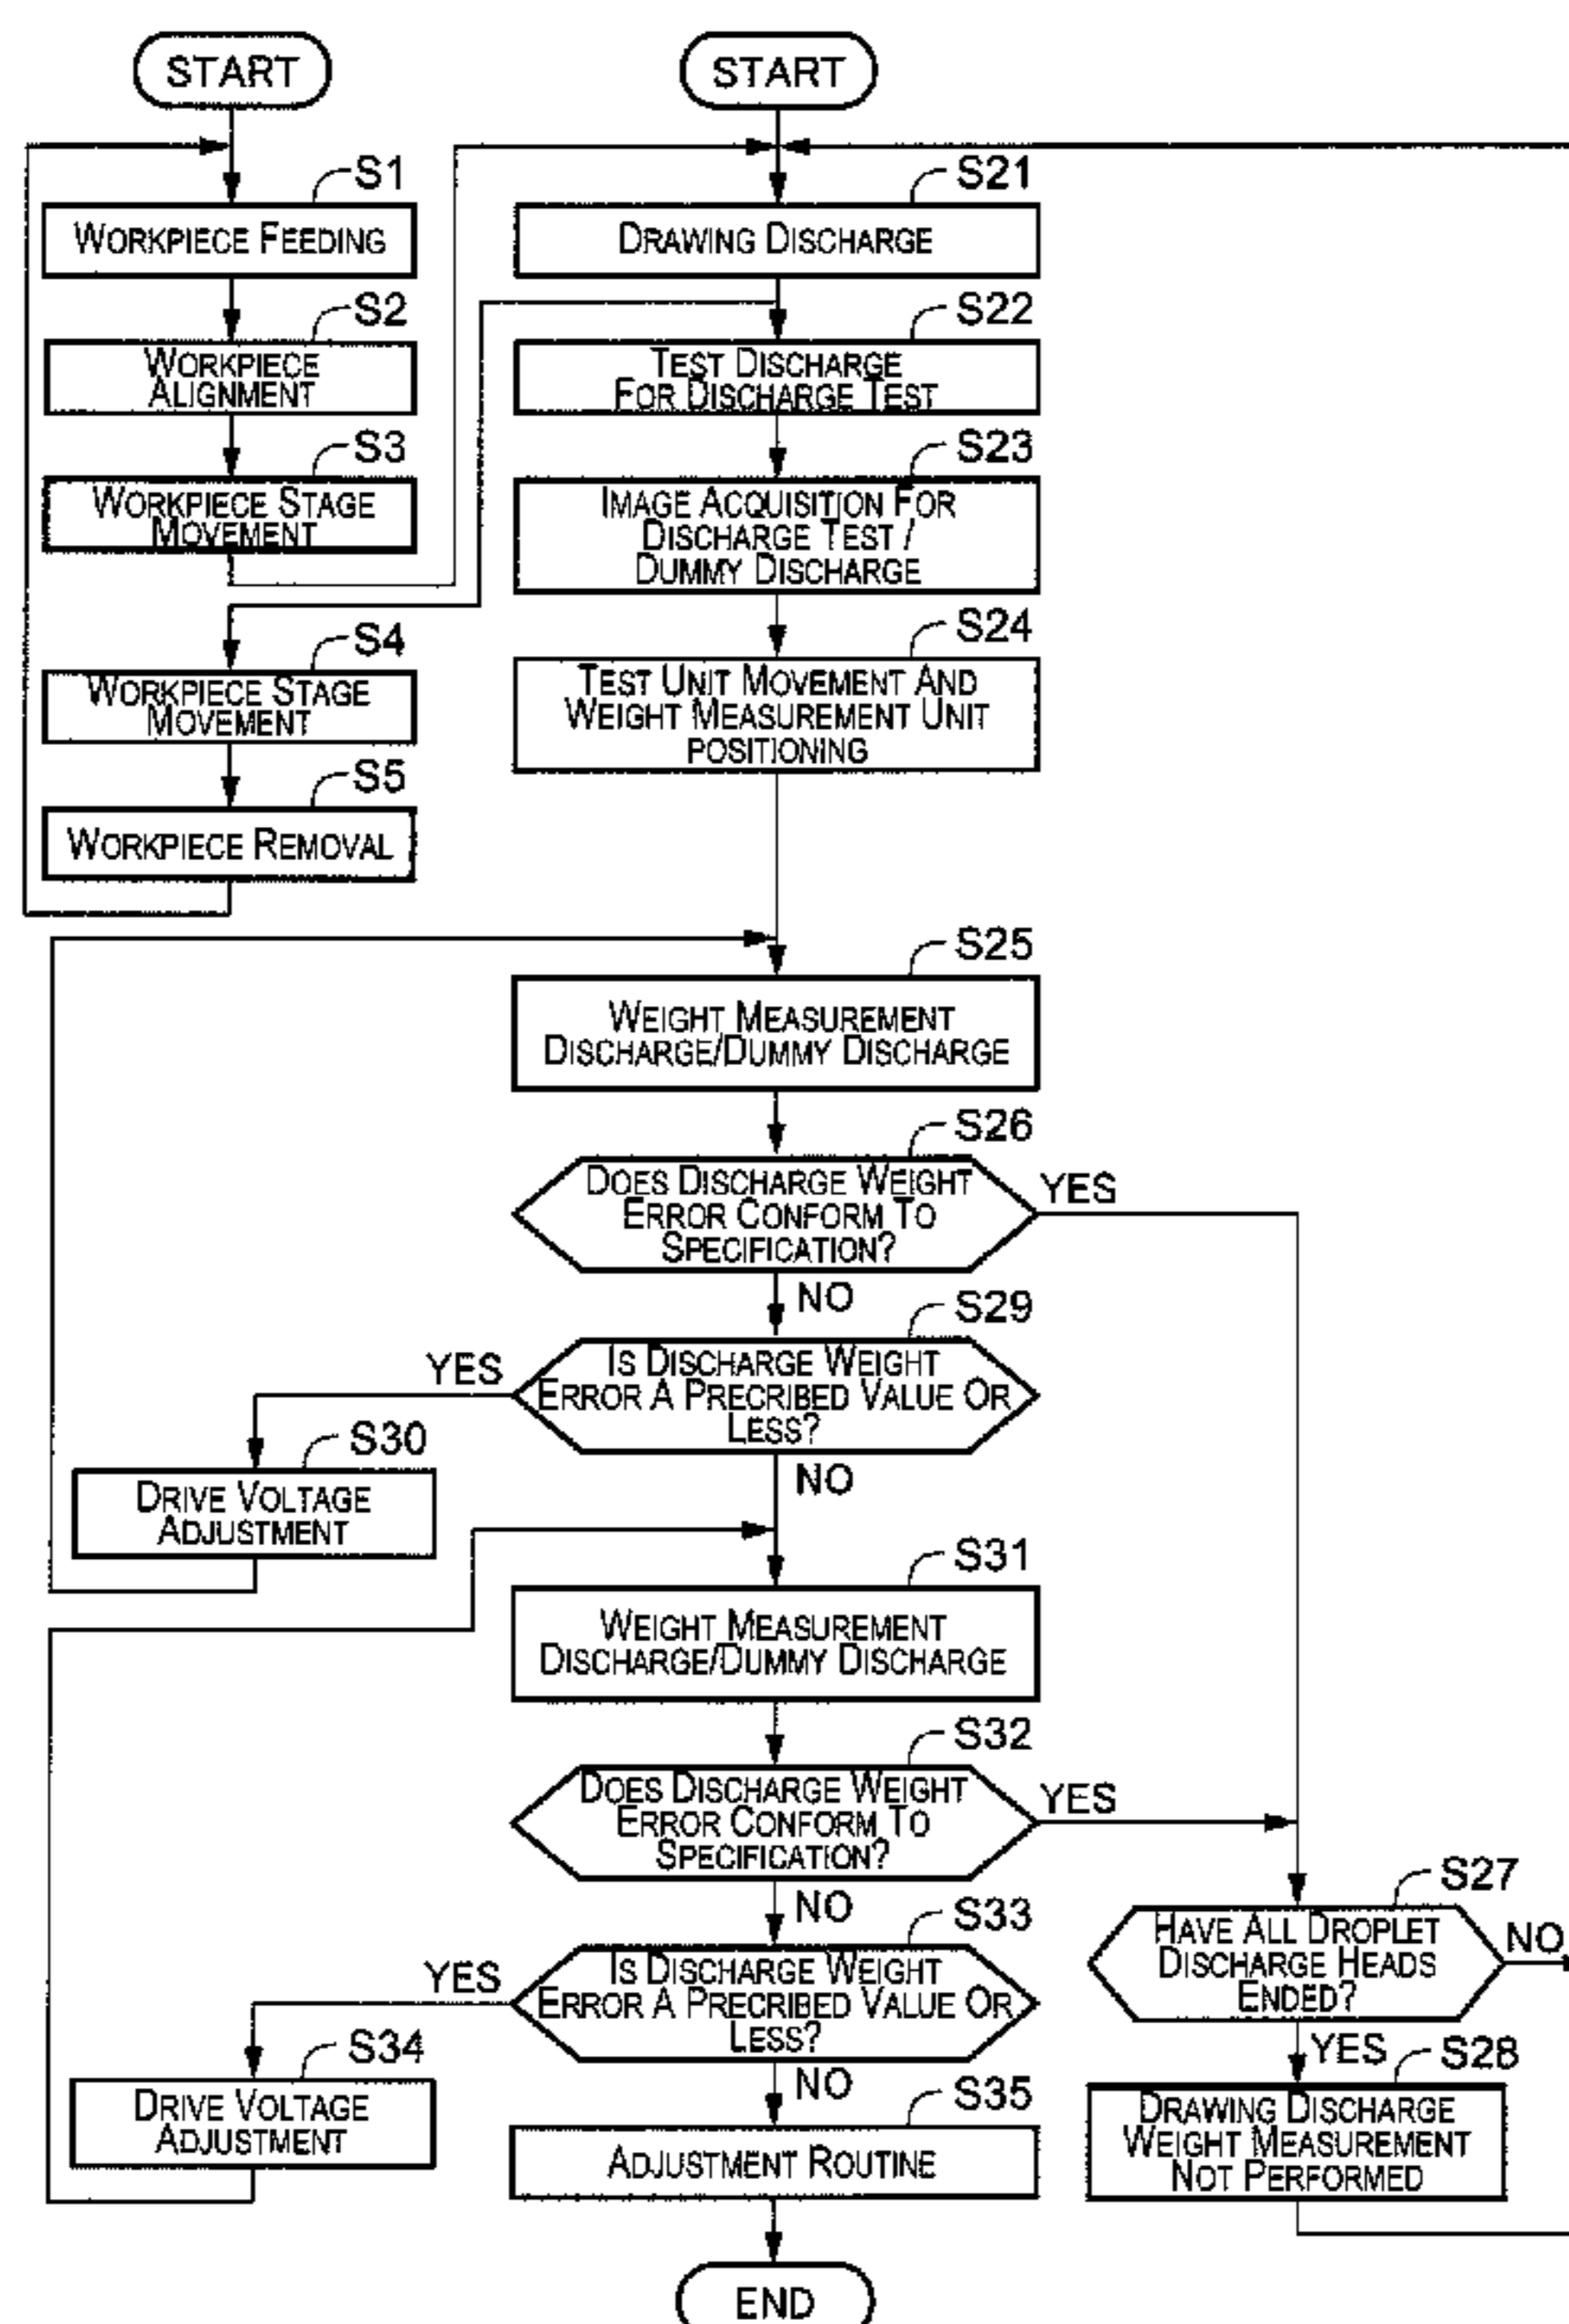 START
S1
WORKPIECE FEEDING
S2
WORKPIECE
ALIGNMENT
S3
WORKPIECE STAGE
MOVEMENT
S4
WORKPIECE STAGE
MOVEMENT
S5
WORKPIECE REMOVAL
START
S21
DRAWING DISCHARGE
S22
TEST DISCHARGE
FOR DISCHARGE TEST
S23
IMAGE ACQUISITION FOR
DISCHARGE TEST /
DUMMY DISCHARGE
S24
TEST UNIT MOVEMENT AND
WEIGHT MEASUREMENT UNIT
POSITIONING
S25
WEIGHT MEASUREMENT
DISCHARGE/DUMMY DISCHARGE
S26
DOES DISCHARGE WEIGHT
ERROR CONFORM TO
SPECIFICATION?
YES
NO
S29
IS DISCHARGE WEIGHT
ERROR A PRECRIBED VALUE OR
LESS?
YES
NO
S30
DRIVE VOLTAGE
ADJUSTMENT
S31
WEIGHT MEASUREMENT
DISCHARGE/DUMMY DISCHARGE
S32
DOES DISCHARGE WEIGHT
ERROR CONFORM TO
SPECIFICATION?
YES
NO
S33
IS DISCHARGE WEIGHT
ERROR A PRECRIBED VALUE OR
LESS?
YES
NO
S34
DRIVE VOLTAGE
ADJUSTMENT
S35
ADJUSTMENT ROUTINE
END
S27
HAVE ALL DROPLET
DISCHARGE HEADS
ENDED?
NO
YES
S28
DRAWING DISCHARGE
WEIGHT MEASUREMENT
NOT PERFORMED